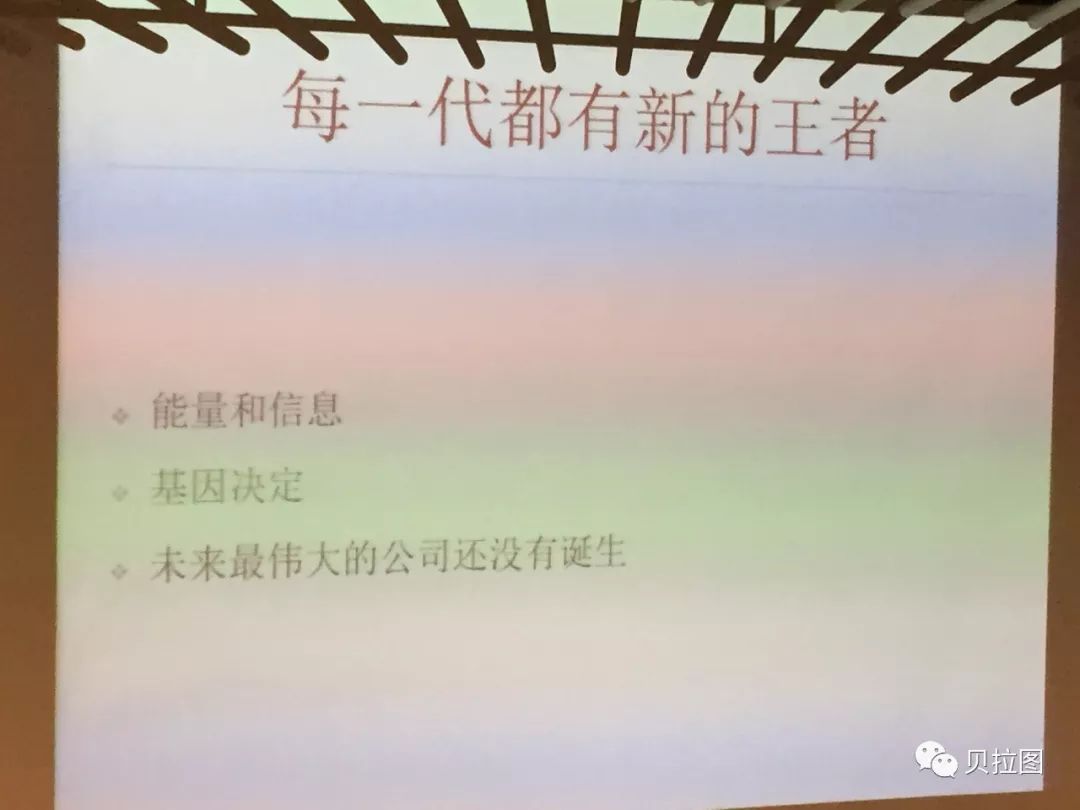 每一代都有新的王者
能量和信息
基因决定
未来最伟大的公司还没有诞生
贝拉图